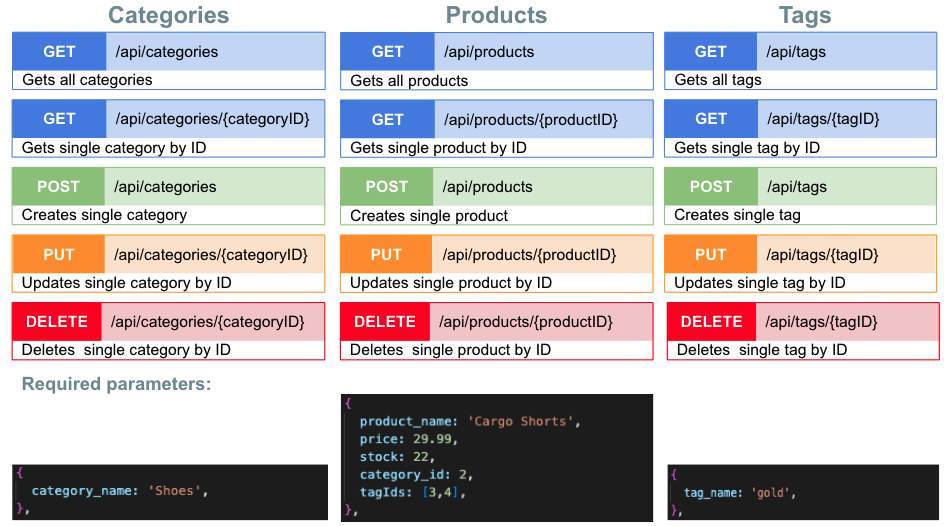 Categories
GET /api/categories
Gets all categories
GET /api/categories/{categoryID}
Gets single category by ID
POST /api/categories
Creates single category
PUT /api/categories/{categoryID}
Updates single category by ID
DELETE /api/categories/{categoryID}
Deletes  single category by ID
Products
GET /api/products
Gets all products
GET /api/products/{productID}
Gets single product by ID
POST /api/products
Creates single product
PUT /api/products/{productID}
Updates single product by ID
DELETE /api/products/{productID}
Deletes  single product by ID
Tags
GET /api/tags
Gets all tags
GET /api/tags/{tagID}
Gets single tag by ID
POST /api/tags
Creates single tag
PUT /api/tags/{tagID}
Updates single tag by ID
DELETE /api/tags/{tagID}
Deletes  single tag by ID
Required parameters:
{
category_name: 'Shoes',
},
{
product_name: 'Cargo Shorts',
price: 29.99,
stock: 22,
category_id: 2,
tagIds: [3,4],
},
{
tag_name: 'gold',
},